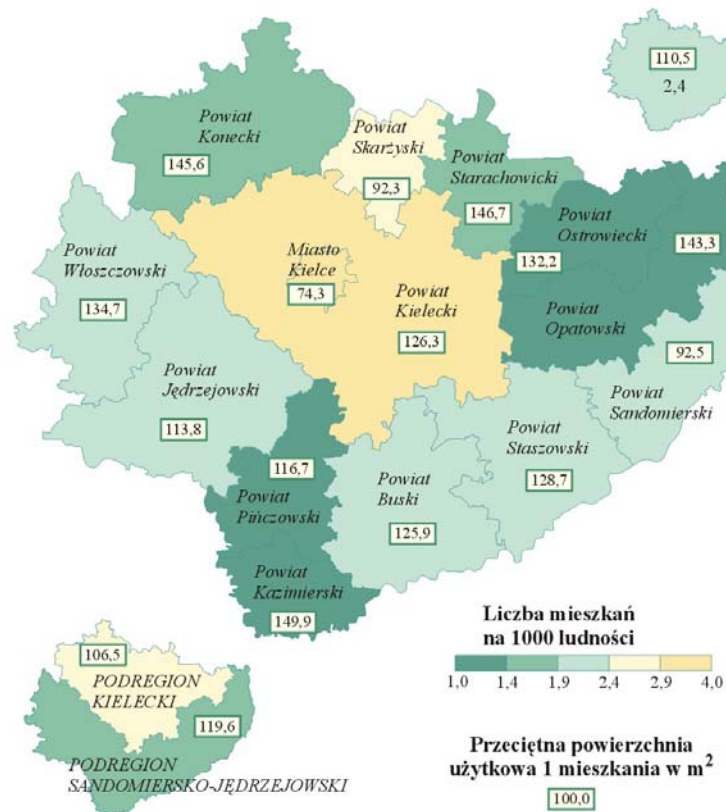 110,5
2,4
Powiat
Konecki
145,6
Powiat
Skarżyski
92,3
Powiat
Starachowicki
146,7
Powiat
Ostrowiecki
143,3
132,2
Powiat
Opatowski
Powiat
Włoszczowski
134,7
Miasto
Kielce
74,3
Powiat
Kielecki
126,3
92,5
Powiat
Sandomierski
Powiat
Jędrzejowski
113,8
Powiat
Staszowski
128,7
116,7
Powiat
Pińczowski
Powiat
Buski
125,9
Powiat
Kazimierski
149,9
106,5
PODREGION
KIELECKI
119,6
PODREGION
SANDOMIERSKO-JĘDRZEJOWSKI
Liczba mieszkań
na 1000 ludności
1,0 1,4 1,9 2,4 2,9 4,0
Przeciętna powierzchnia
użytkowa 1 mieszkania w m²
100,0